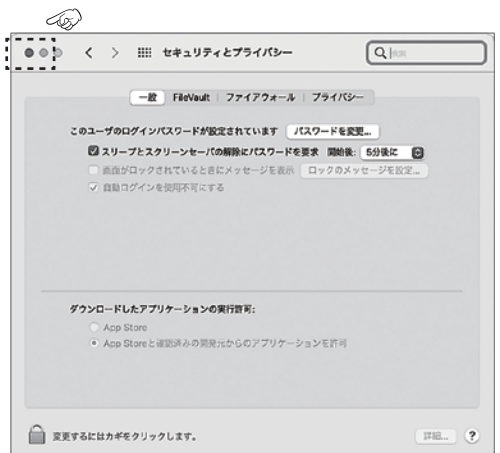 セキュリティとプライバシー
検索
一般 FileVault ファイアウォール プライバシー
このユーザのログインパスワードが設定されています パスワードを変更...
スリープとスクリーンセーバの解除にパスワードを要求 開始後: 5分後に
画面がロックされているときにメッセージを表示 ロックのメッセージを設定...
自動ログインを使用不可にする
ダウンロードしたアプリケーションの実行許可:
App Store
App Storeと確認済みの開発元からのアプリケーションを許可
変更するにはカギをクリックします。
詳細... ?